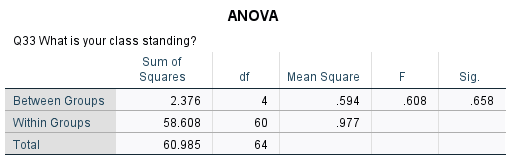 ANOVA
Q33 What is your class standing?
Sum of Squares df Mean Square F Sig.
Between Groups 2.376 4 .594 .608 .658
Within Groups 58.608 60 .977
Total 60.985 64